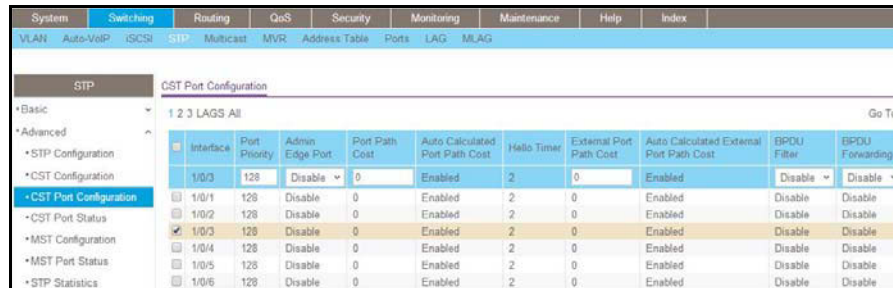 System Switching Routing QoS Security Monitoring Maintenance Help Index
VLAN Auto-VoIP iSCSI STP Multicast MVR Address Table Ports LAG MLAG
STP
• Basic
• Advanced
• STP Configuration
• CST Configuration
• CST Port Configuration
• CST Port Status
• MST Configuration
• MST Port Status
• STP Statistics
CST Port Configuration
1 2 3 LAGS All Go To
Interface Port Priority Admin Edge Port Port Path Cost Auto Calculated Port Path Cost Hello Timer External Port Path Cost Auto Calculated External Port Path Cost BPDU Filter BPDU Forwarding
1/0/3 128 Disable 0 Enabled 2 0 Enabled Disable Disable
1/0/1 128 Disable 0 Enabled 2 0 Enabled Disable Disable
1/0/2 128 Disable 0 Enabled 2 0 Enabled Disable Disable
1/0/3 128 Disable 0 Enabled 2 0 Enabled Disable Disable
1/0/4 128 Disable 0 Enabled 2 0 Enabled Disable Disable
1/0/5 128 Disable 0 Enabled 2 0 Enabled Disable Disable
1/0/6 128 Disable 0 Enabled 2 0 Enabled Disable Disable